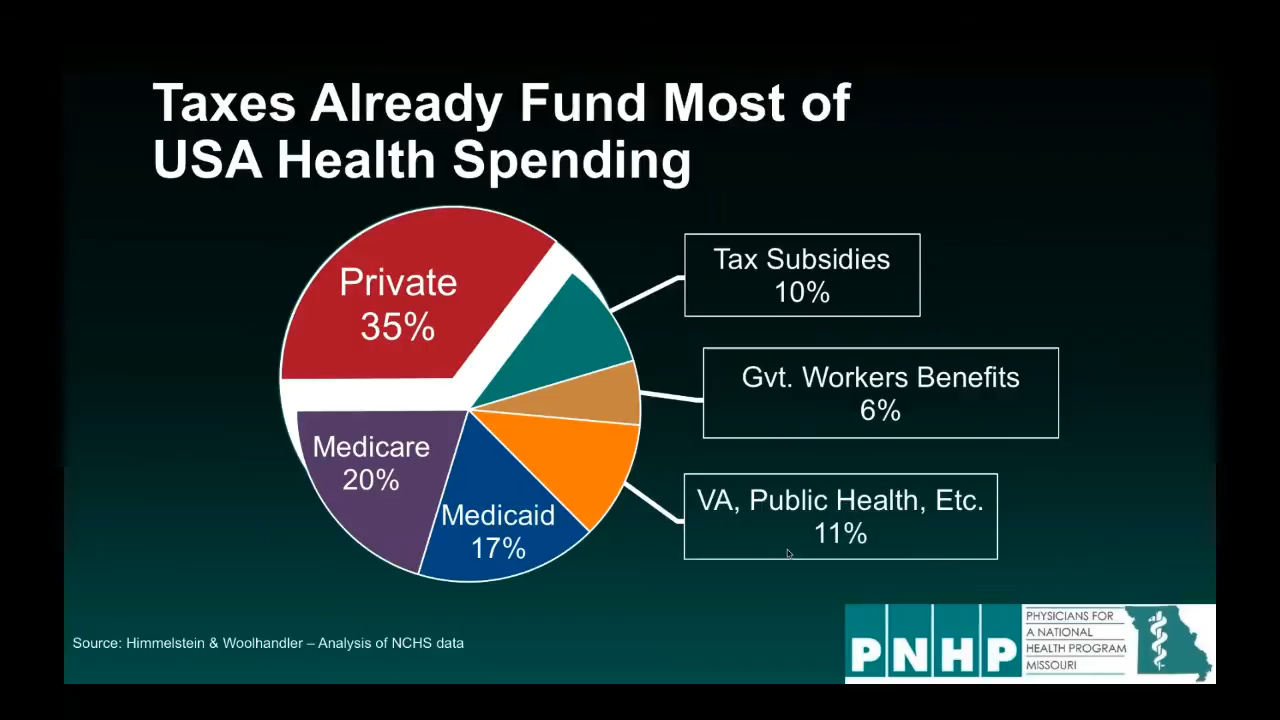 Taxes Already Fund Most of
USA Health Spending
Private
35%
Tax Subsidies
10%
Gvt. Workers Benefits
6%
Medicare
20%
Medicaid
17%
VA, Public Health, Etc.
11%
Source: Himmelstein & Woolhandler – Analysis of NCHS data
PNHP
PHYSICIANS FOR
A NATIONAL
HEALTH PROGRAM
MISSOURI